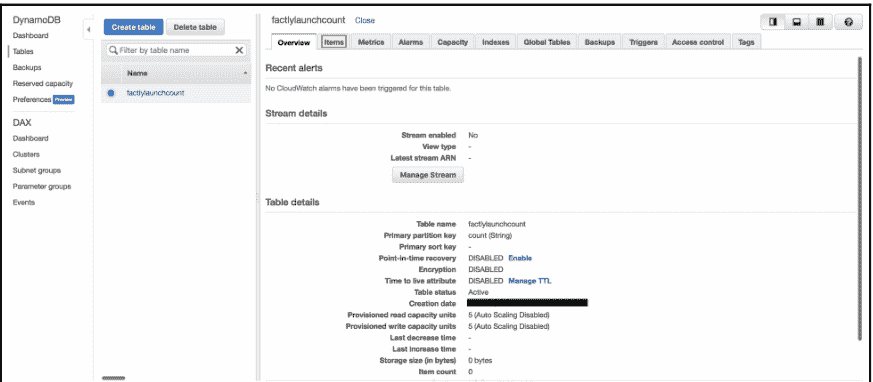 DynamoDB
Dashboard
Tables
Backups
Reserved capacity
Preferences Preview
DAX
Dashboard
Clusters
Subnet groups
Parameter groups
Events
Create table Delete table
Filter by table name
Name
factlylaunchcount
factlylaunchcount Close
Overview Items Metrics Alarms Capacity Indexes Global Tables Backups Triggers Access control Tags
Recent alerts
No CloudWatch alarms have been triggered for this table.
Stream details
Stream enabled No
View type -
Latest stream ARN -
Manage Stream
Table details
Table name factlylaunchcount
Primary partition key count (String)
Primary sort key -
Point-in-time recovery DISABLED Enable
Encryption DISABLED
Time to live attribute DISABLED Manage TTL
Table status Active
Creation date
Provisioned read capacity units 5 (Auto Scaling Disabled)
Provisioned write capacity units 5 (Auto Scaling Disabled)
Last decrease time -
Last increase time -
Storage size (in bytes) 0 bytes
Item count 0